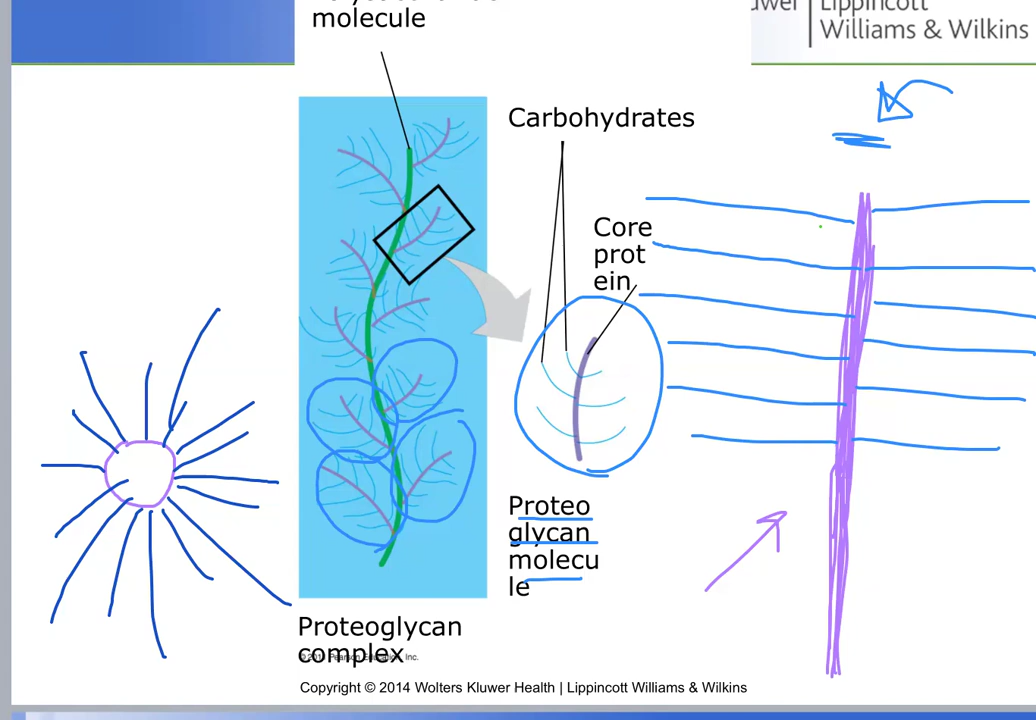 molecule
Lippincott
Williams & Wilkins
Carbohydrates
Core
prot
ein
Proteo
glycan
molecu
le
Proteoglycan
complex
Inc.
Copyright © 2014 Wolters Kluwer Health | Lippincott Williams & Wilkins